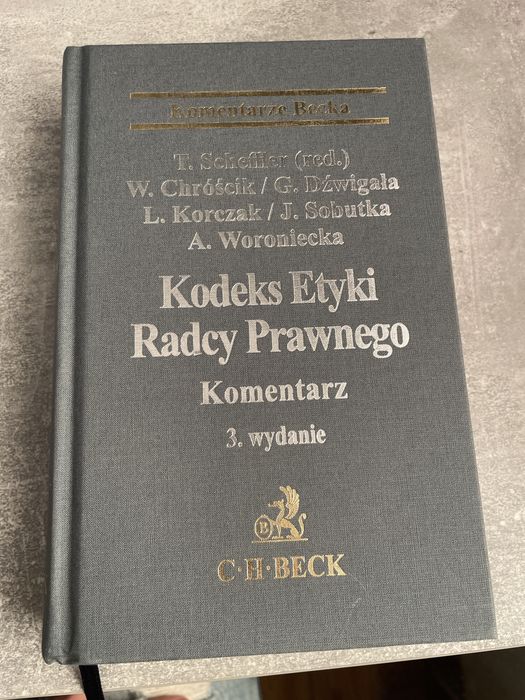 Komentarze Becka
T. Scheffler (red.)
W. Chróścik / G. Dźwigała
L. Korczak / J. Sobutka
A. Woroniecka
Kodeks Etyki
Radcy Prawnego
Komentarz
3. wydanie
B
C·H·BECK